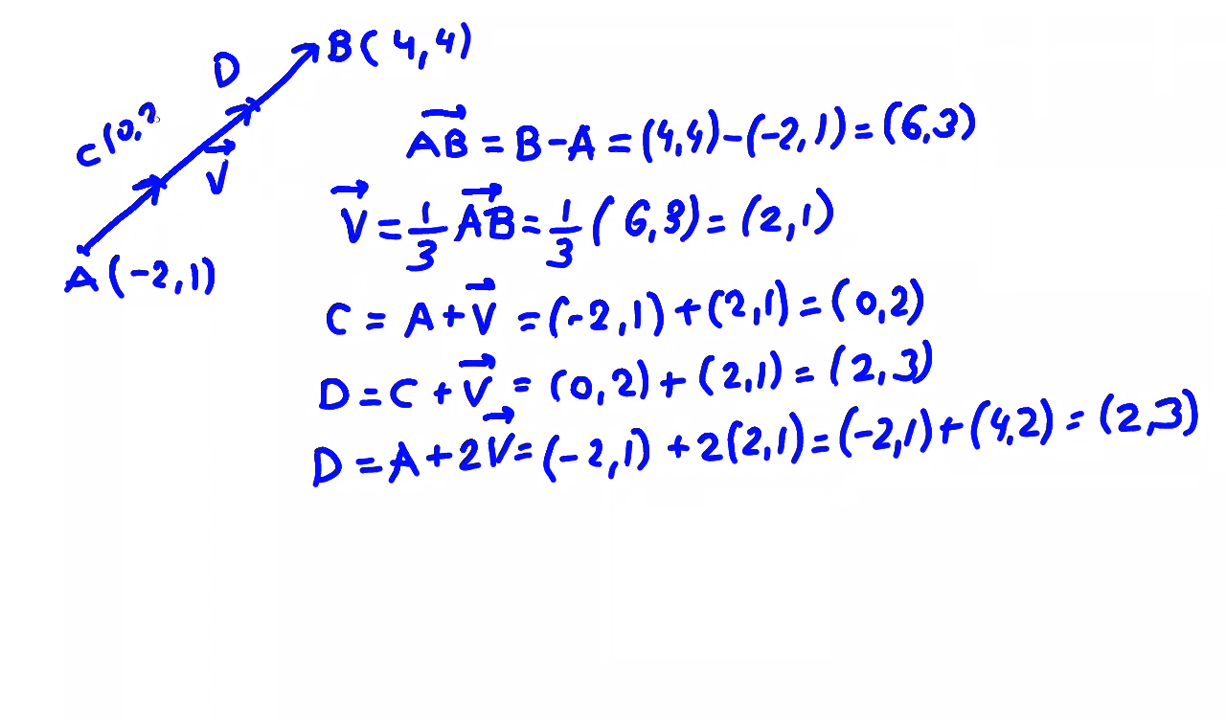 B(4,4)
D
C(0,2
V
A(-2,1)
AB = B-A = (4,4)-(-2,1) = (6,3)
V = 1/3 AB = 1/3 (6,3) = (2,1)
C = A+V = (-2,1)+(2,1) = (0,2)
D = C+V = (0,2)+(2,1) = (2,3)
D = A+2V = (-2,1)+2(2,1) = (-2,1)+(4,2) = (2,3)